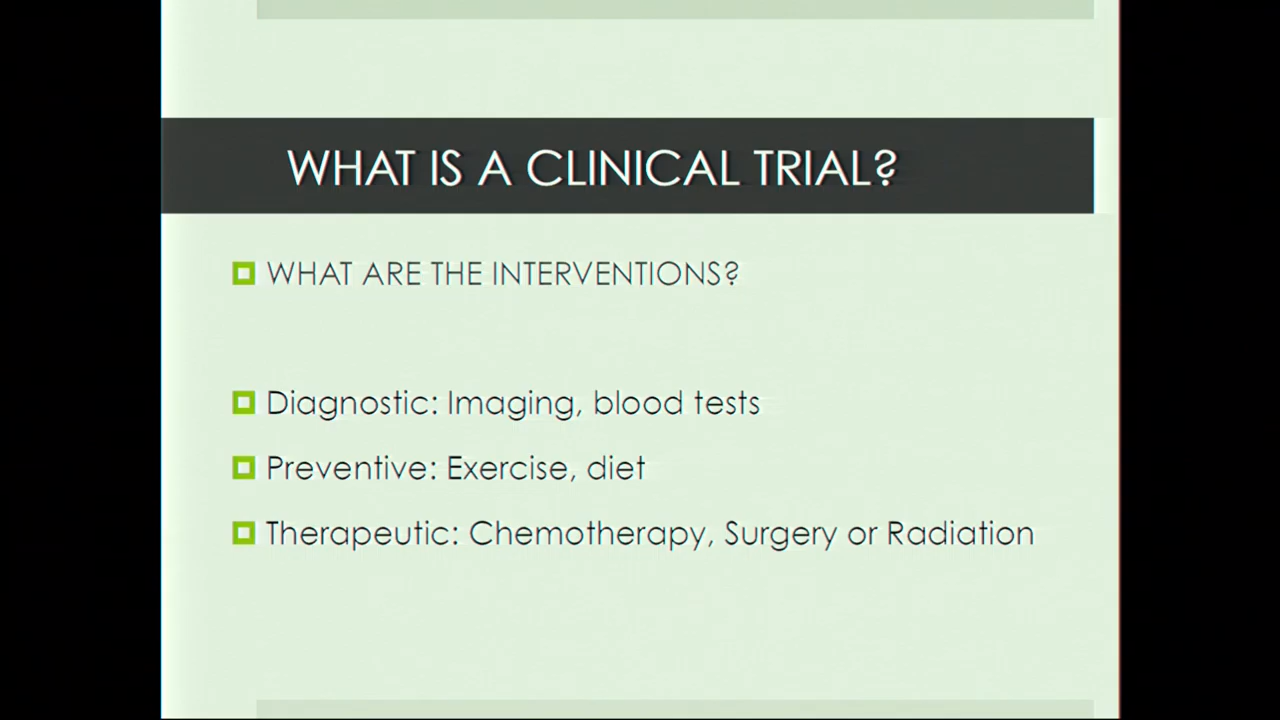 WHAT IS A CLINICAL TRIAL?
WHAT ARE THE INTERVENTIONS?
Diagnostic: Imaging, blood tests
Preventive: Exercise, diet
Therapeutic: Chemotherapy, Surgery or Radiation